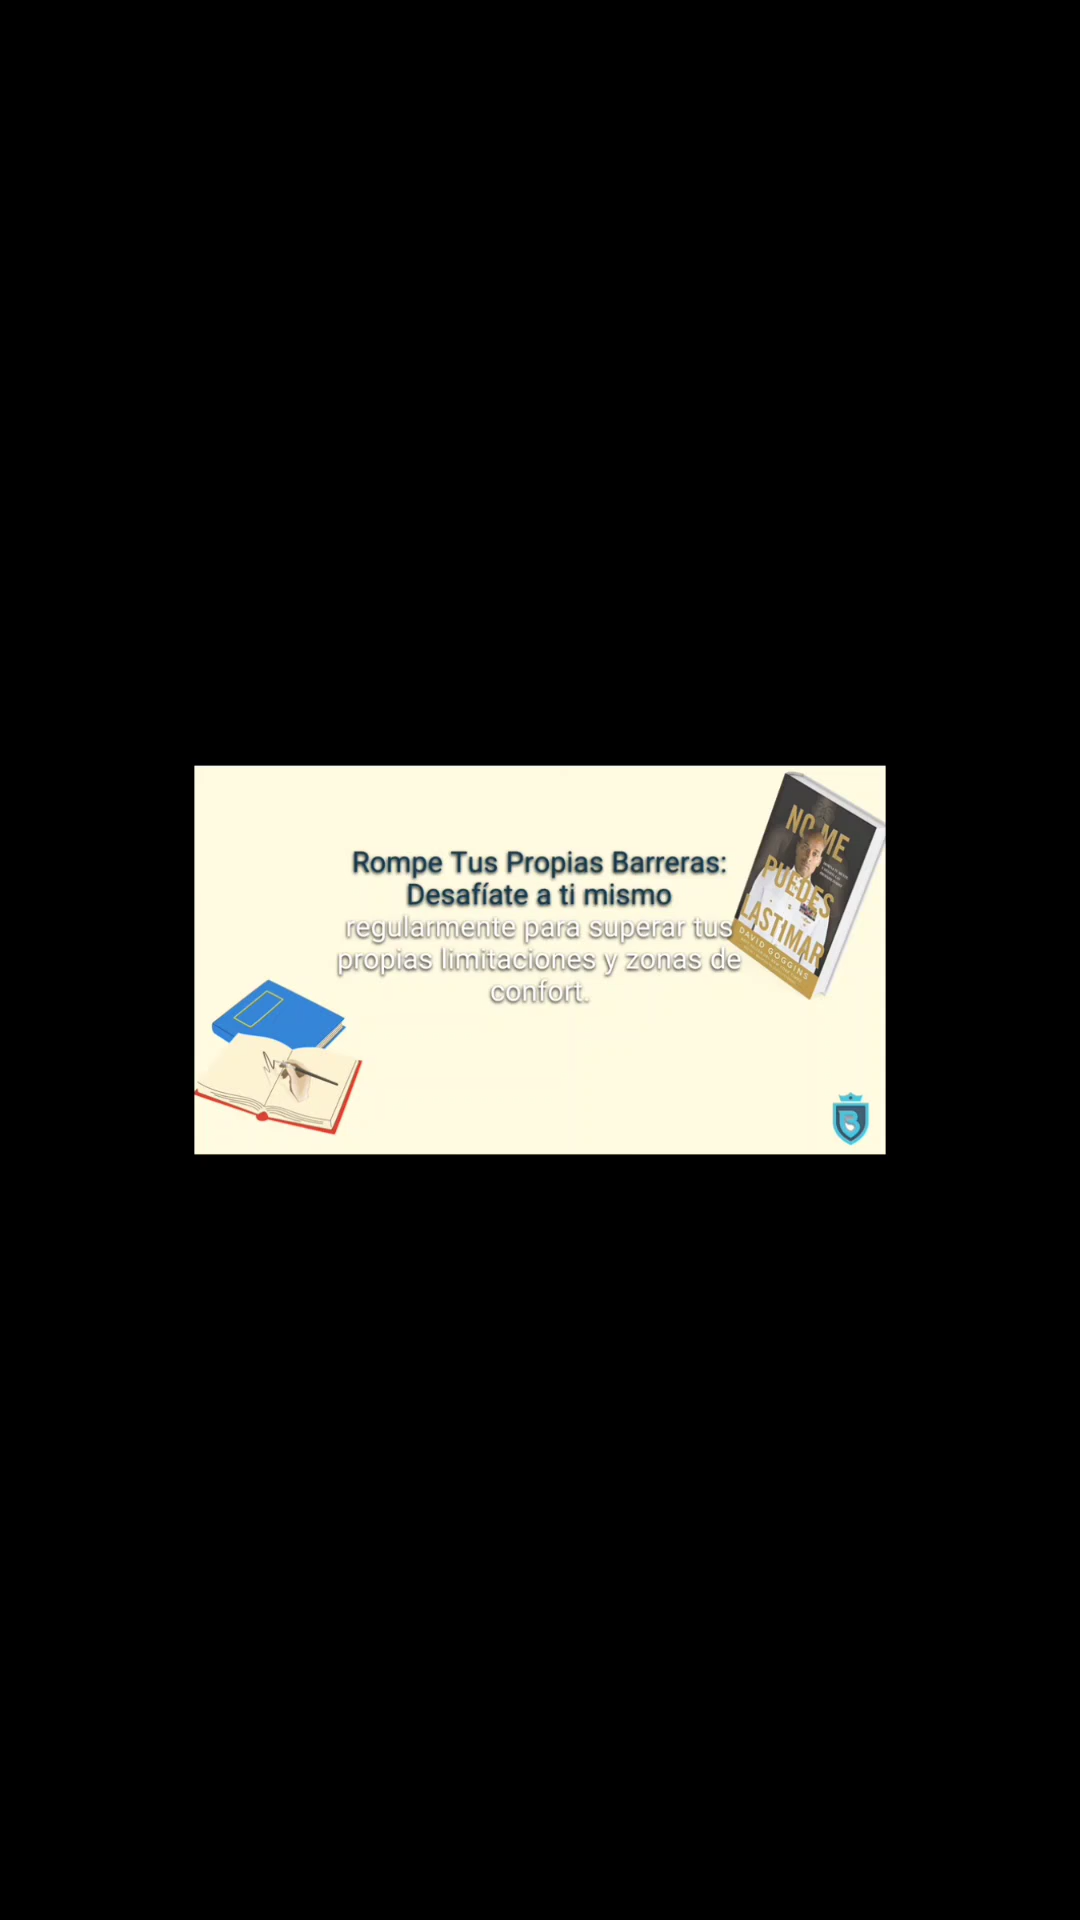 Rompe Tus Propias Barreras:
Desafíate a ti mismo
regularmente para superar tus
propias limitaciones y zonas de
confort.
NO ME
PUEDES
LASTIMAR
DAVID GOGGINS